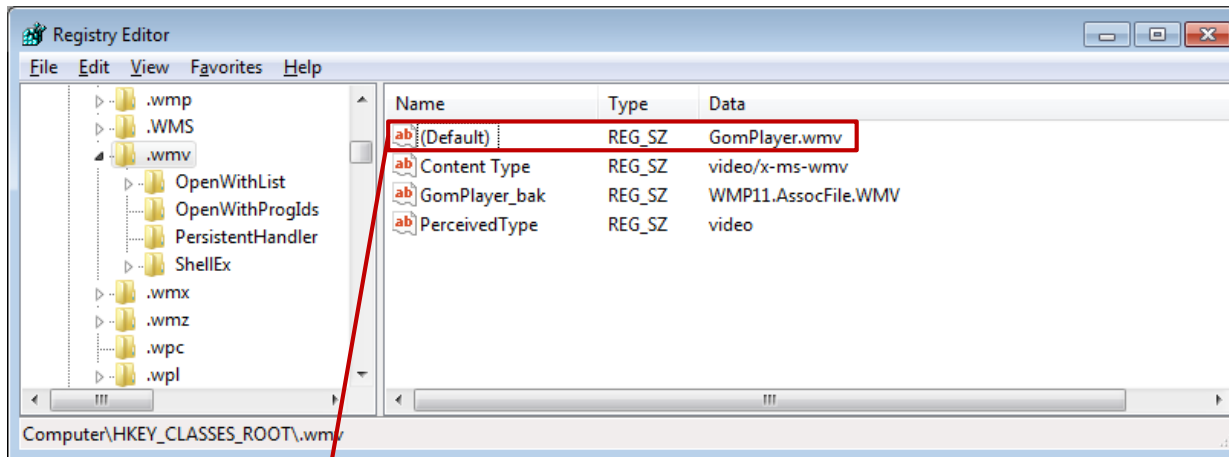 Registry Editor
File Edit View Favorites Help
.wmp
.WMS
.wmv
OpenWithList
OpenWithProgIds
PersistentHandler
ShellEx
.wmx
.wmz
.wpc
.wpl
Name Type Data
(Default) REG_SZ GomPlayer.wmv
Content Type REG_SZ video/x-ms-wmv
GomPlayer_bak REG_SZ WMP11.AssocFile.WMV
PerceivedType REG_SZ video
Computer\HKEY_CLASSES_ROOT\.wmv